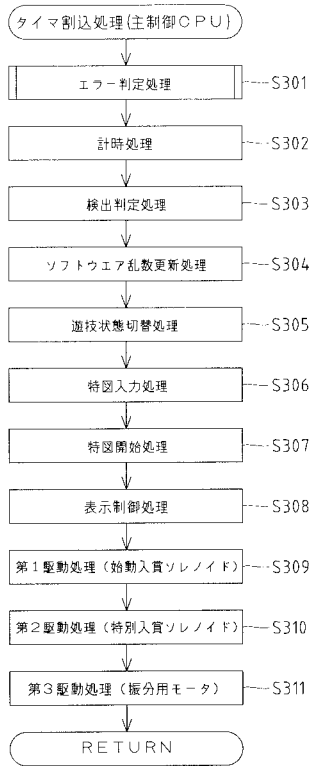 タイマ割込処理(主制御CPU)
エラー判定処理 S301
計時処理 S302
検出判定処理 S303
ソフトウエア乱数更新処理 S304
遊技状態切替処理 S305
特図入力処理 S306
特図開始処理 S307
表示制御処理 S308
第1駆動処理(始動入賞ソレノイド) S309
第2駆動処理(特別入賞ソレノイド) S310
第3駆動処理(振分用モータ) S311
RETURN